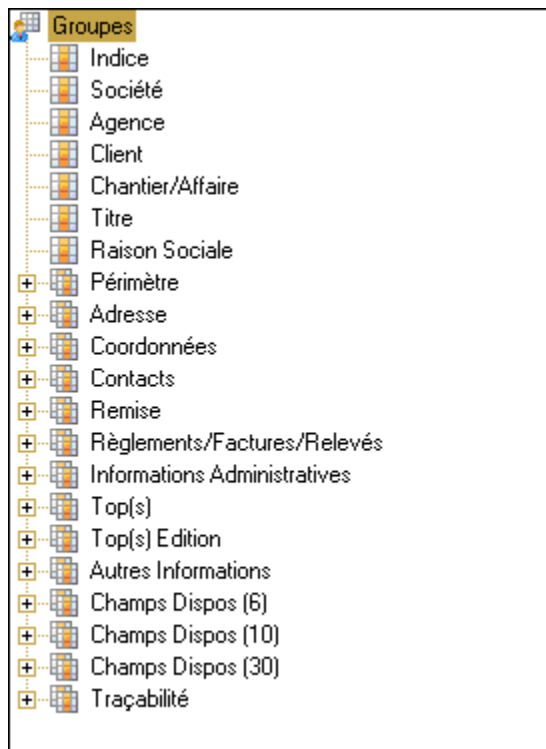 Groupes
Indice
Société
Agence
Client
Chantier/Affaire
Titre
Raison Sociale
Périmètre
Adresse
Coordonnées
Contacts
Remise
Règlements/Factures/Relevés
Informations Administratives
Top(s)
Top(s) Edition
Autres Informations
Champs Dispos (6)
Champs Dispos (10)
Champs Dispos (30)
Traçabilité